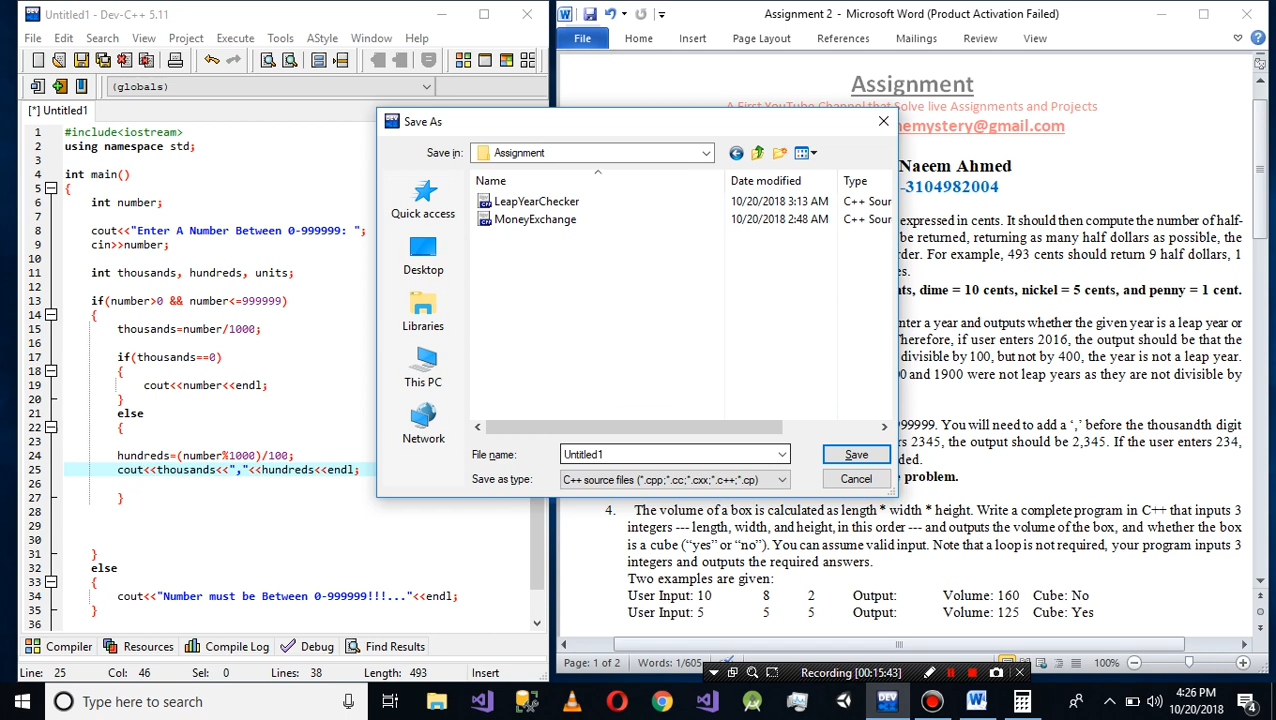 Untitled1 - Dev-C++ 5.11
File Edit Search View Project Execute Tools AStyle Window Help
(globals)
[*] Untitled1
1 #include<iostream>
2 using namespace std;
3
4 int main()
5 {
6 int number;
7
8 cout<<"Enter A Number Between 0-999999: ";
9 cin>>number;
10
11 int thousands, hundreds, units;
12
13 if(number>0 && number<=999999)
14 {
15 thousands=number/1000;
16
17 if(thousands==0)
18 {
19 cout<<number<<endl;
20 }
21 else
22 {
23
24 hundreds=(number%1000)/100;
25 cout<<thousands<<","<<hundreds<<endl;
26
27 }
28
29
30
31 }
32 else
33 {
34 cout<<"Number must be Between 0-999999!!!..."<<endl;
35 }
36
Compiler Resources Compile Log Debug Find Results
Line: 25 Col: 46 Lines: 38 Length: 493 Insert
Save As
Save in: Assignment
Name Date modified Type
LeapYearChecker 10/20/2018 3:13 AM C++ Sour
MoneyExchange 10/20/2018 2:48 AM C++ Sour
Quick access
Desktop
Libraries
This PC
Network
File name: Untitled1 Save
Save as type: C++ source files (*.cpp;*.cc;*.cxx;*.c++;*.cp) Cancel
Assignment 2 - Microsoft Word (Product Activation Failed)
File Home Insert Page Layout References Mailings Review View
Assignment
A First YouTube Channel that Solve live Assignments and Projects
nemystery@gmail.com
Naeem Ahmed
-3104982004
expressed in cents. It should then compute the number of half-
be returned, returning as many half dollars as possible, the
rder. For example, 493 cents should return 9 half dollars, 1
es.
nts, dime = 10 cents, nickel = 5 cents, and penny = 1 cent.
nter a year and outputs whether the given year is a leap year or
Therefore, if user enters 2016, the output should be that the
divisible by 100, but not by 400, the year is not a leap year.
00 and 1900 were not leap years as they are not divisible by
99999. You will need to add a ‘,’ before the thousandth digit
ers 2345, the output should be 2,345. If the user enters 234,
ded.
e problem.
4. The volume of a box is calculated as length * width * height. Write a complete program in C++ that inputs 3
integers --- length, width, and height, in this order --- and outputs the volume of the box, and whether the box
is a cube (“yes” or “no”). You can assume valid input. Note that a loop is not required, your program inputs 3
integers and outputs the required answers.
Two examples are given:
User Input: 10 8 2 Output: Volume: 160 Cube: No
User Input: 5 5 5 Output: Volume: 125 Cube: Yes
Page: 1 of 2 Words: 1/605 100%
Recording [00:15:43]
Type here to search
DEV
4:26 PM
10/20/2018
4